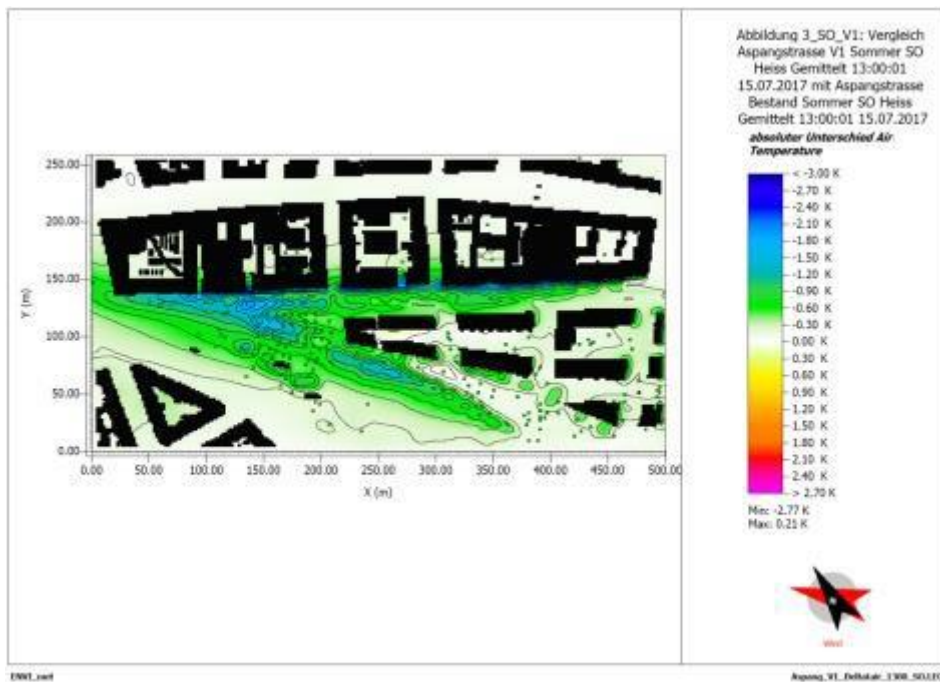 Abbildung 3_SO_V1: Vergleich
Aspangstrasse V1 Sommer SO
Heiss Gemittelt 13:00:01
15.07.2017 mit Aspangstrasse
Bestand Sommer SO Heiss
Gemittelt 13:00:01 15.07.2017
absoluter Unterschied Air
Temperature
< -3.00 K
-2.70 K
-2.40 K
-2.10 K
-1.80 K
-1.50 K
-1.20 K
-0.90 K
-0.60 K
-0.30 K
0.00 K
0.30 K
0.60 K
0.90 K
1.20 K
1.50 K
1.80 K
2.10 K
2.40 K
> 2.70 K
Min: -2.77 K
Max: 0.21 K
250.00
200.00
150.00
100.00
50.00
0.00
Y (m)
0.00 50.00 100.00 150.00 200.00 250.00 300.00 350.00 400.00 450.00 500.00
X (m)
N
West